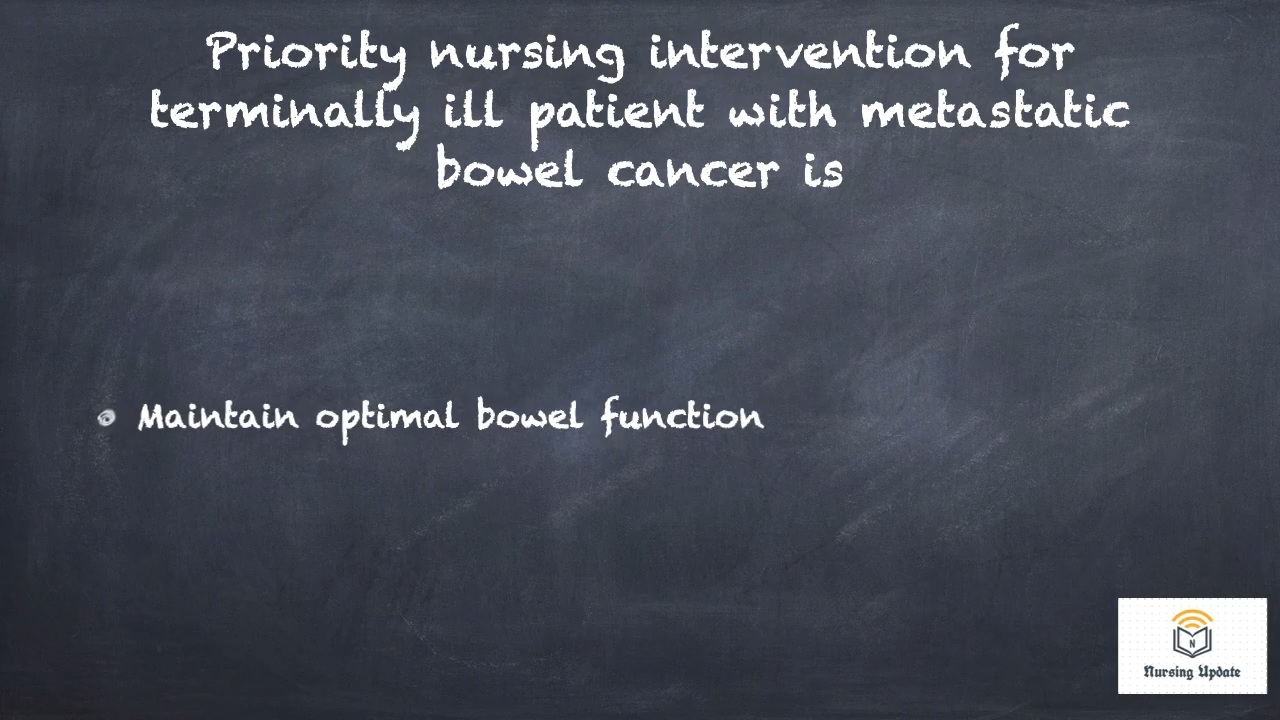 Priority nursing intervention for
terminally ill patient with metastatic
bowel cancer is
Maintain optimal bowel function
N
Nursing Update